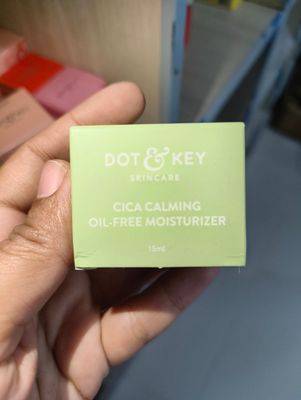 DOT & KEY
SKINCARE
CICA CALMING
OIL-FREE MOISTURIZER
15ml